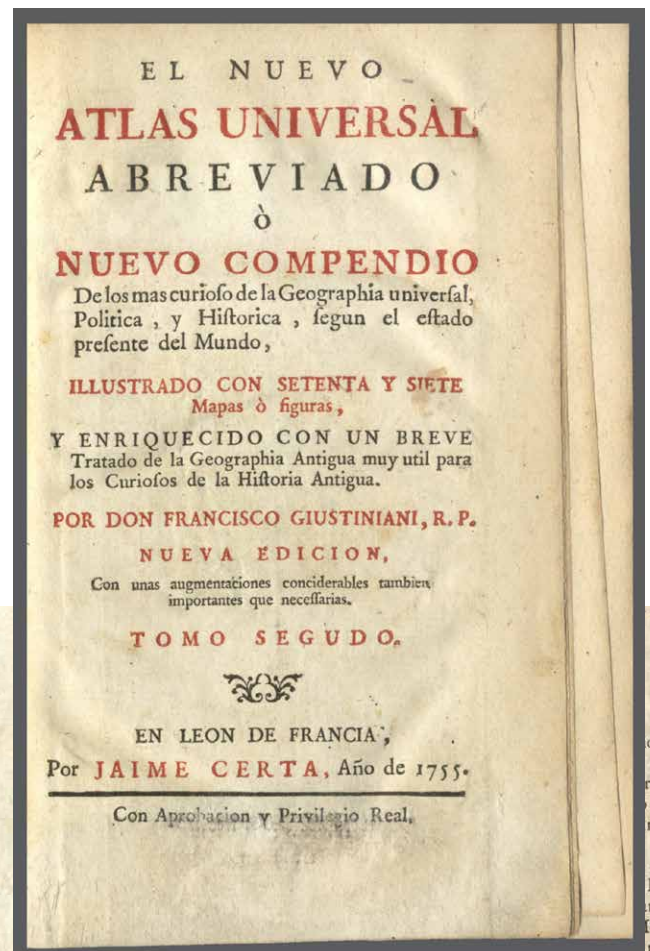 EL NUEVO
ATLAS UNIVERSAL
ABREVIADO
ò
NUEVO COMPENDIO
De los mas curioſo de la Geographia univerſal,
Politica , y Hiſtorica , ſegun el eſtado
preſente del Mundo ,
ILLUSTRADO CON SETENTA Y SIETE
Mapas ò figuras ,
Y ENRIQUECIDO CON UN BREVE
Tratado de la Geographia Antigua muy util para
los Curioſos de la Hiſtoria Antigua.
POR DON FRANCISCO GIUSTINIANI, R. P.
NUEVA EDICION,
Con unas augmentaciones conciderables tambien
importantes que neceſſarias.
TOMO SEGUDO.
EN LEON DE FRANCIA,
Por JAIME CERTA, Año de 1755.
Con Aprobacion y Privilegio Real,